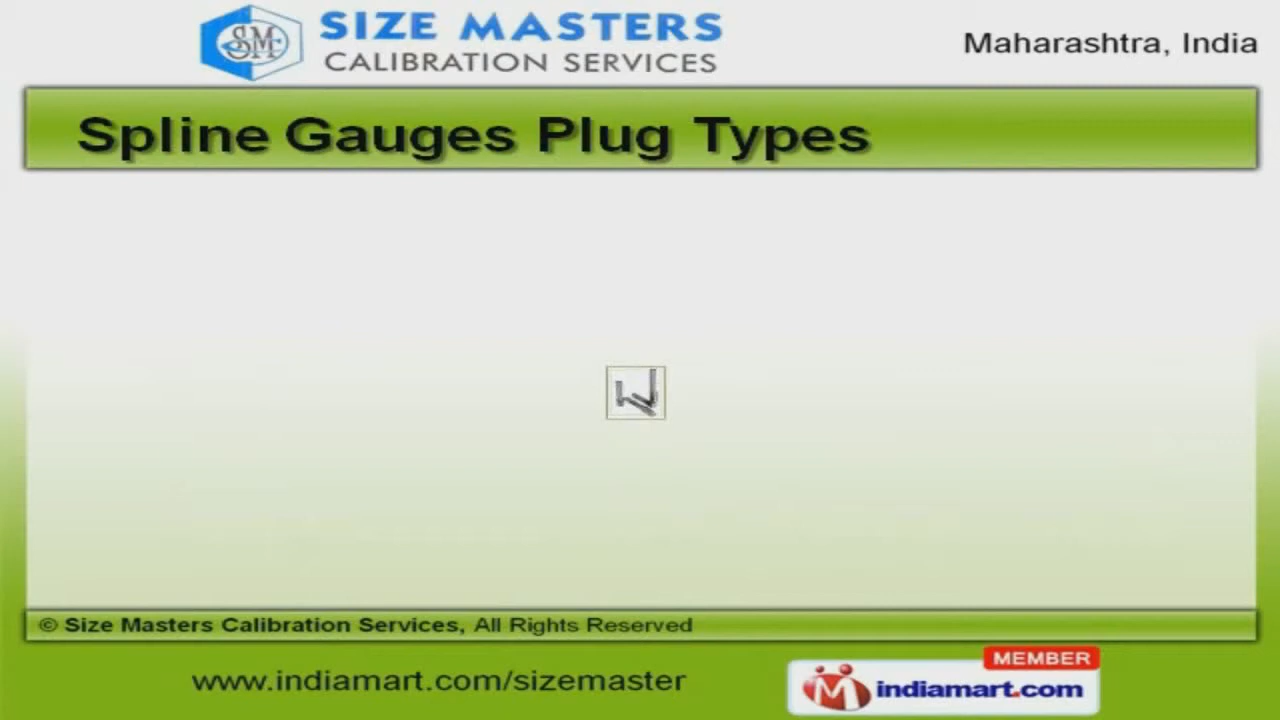 SMC
SIZE MASTERS
CALIBRATION SERVICES
Maharashtra, India
Spline Gauges Plug Types
© Size Masters Calibration Services, All Rights Reserved
www.indiamart.com/sizemaster
MEMBER
indiamart.com